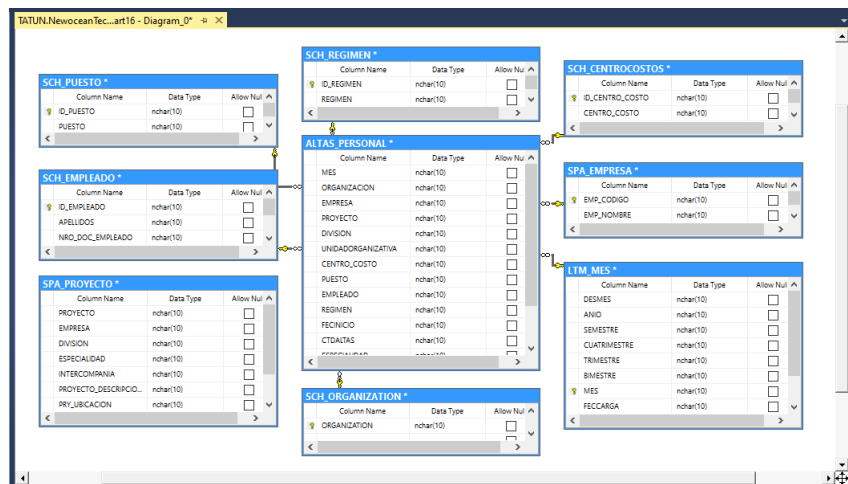 TATUN.NewoceanTec...art16 - Diagram_0*
SCH_PUESTO *
Column Name Data Type Allow Nul
ID_PUESTO nchar(10)
PUESTO nchar(10)
SCH_EMPLEADO *
Column Name Data Type Allow Nul
ID_EMPLEADO nchar(10)
APELLIDOS nchar(10)
NRO_DOC_EMPLEADO nchar(10)
SPA_PROYECTO *
Column Name Data Type Allow Nul
PROYECTO nchar(10)
EMPRESA nchar(10)
DIVISION nchar(10)
ESPECIALIDAD nchar(10)
INTERCOMPANIA nchar(10)
PROYECTO_DESCRIPCIO... nchar(10)
PRY_UBICACION nchar(10)
SCH_REGIMEN *
Column Name Data Type Allow Nul
ID_REGIMEN nchar(10)
REGIMEN nchar(10)
ALTAS_PERSONAL *
Column Name Data Type Allow Nu
MES nchar(10)
ORGANIZACION nchar(10)
EMPRESA nchar(10)
PROYECTO nchar(10)
DIVISION nchar(10)
UNIDADORGANIZATIVA nchar(10)
CENTRO_COSTO nchar(10)
PUESTO nchar(10)
EMPLEADO nchar(10)
REGIMEN nchar(10)
FECINICIO nchar(10)
CTDALTAS nchar(10)
ESPECIALIDAD nchar(10)
SCH_ORGANIZATION *
Column Name Data Type Allow Nul
ORGANIZATION nchar(10)
SCH_CENTROCOSTOS *
Column Name Data Type Allow Nul
ID_CENTRO_COSTO nchar(10)
CENTRO_COSTO nchar(10)
SPA_EMPRESA *
Column Name Data Type Allow Nul
EMP_CODIGO nchar(10)
EMP_NOMBRE nchar(10)
LTM_MES *
Column Name Data Type Allow Nul
DESMES nchar(10)
ANIO nchar(10)
SEMESTRE nchar(10)
CUATRIMESTRE nchar(10)
TRIMESTRE nchar(10)
BIMESTRE nchar(10)
MES nchar(10)
FECCARGA nchar(10)